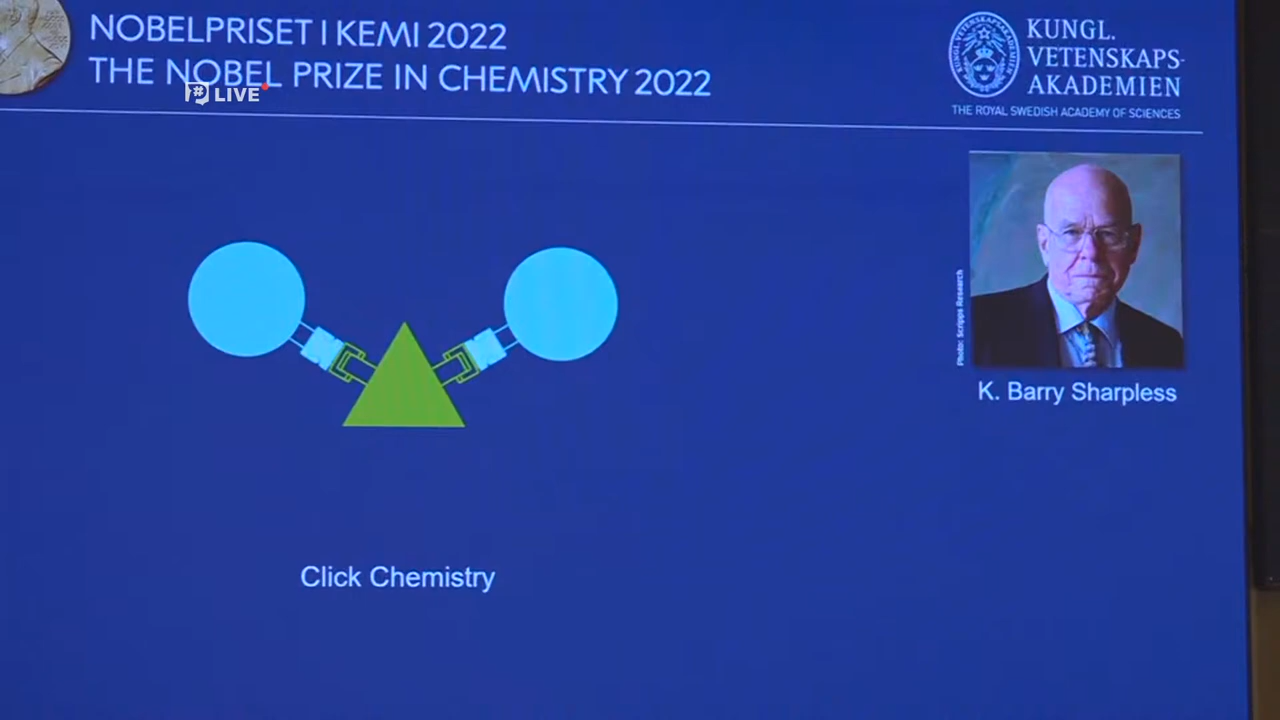 NOBELPRISET I KEMI 2022
THE NOBEL PRIZE IN CHEMISTRY 2022
# LIVE
KUNGL.
VETENSKAPS-
AKADEMIEN
THE ROYAL SWEDISH ACADEMY OF SCIENCES
Photo: Scripps Research
K. Barry Sharpless
Click Chemistry